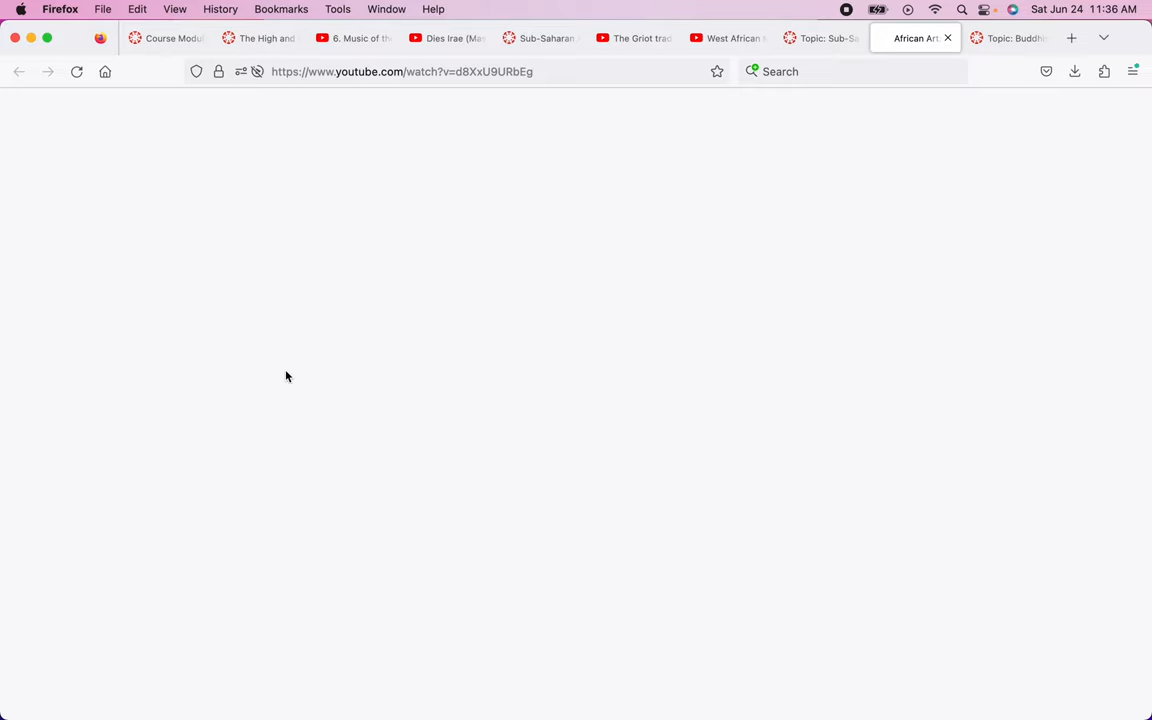 Firefox File Edit View History Bookmarks Tools Window Help Sat Jun 24 11:36 AM
Course Modul The High and 6. Music of the Dies Irae (Mas Sub-Saharan The Griot trad West African Topic: Sub-Sa African Art Topic: Buddhi
https://www.youtube.com/watch?v=d8XxU9URbEg Search